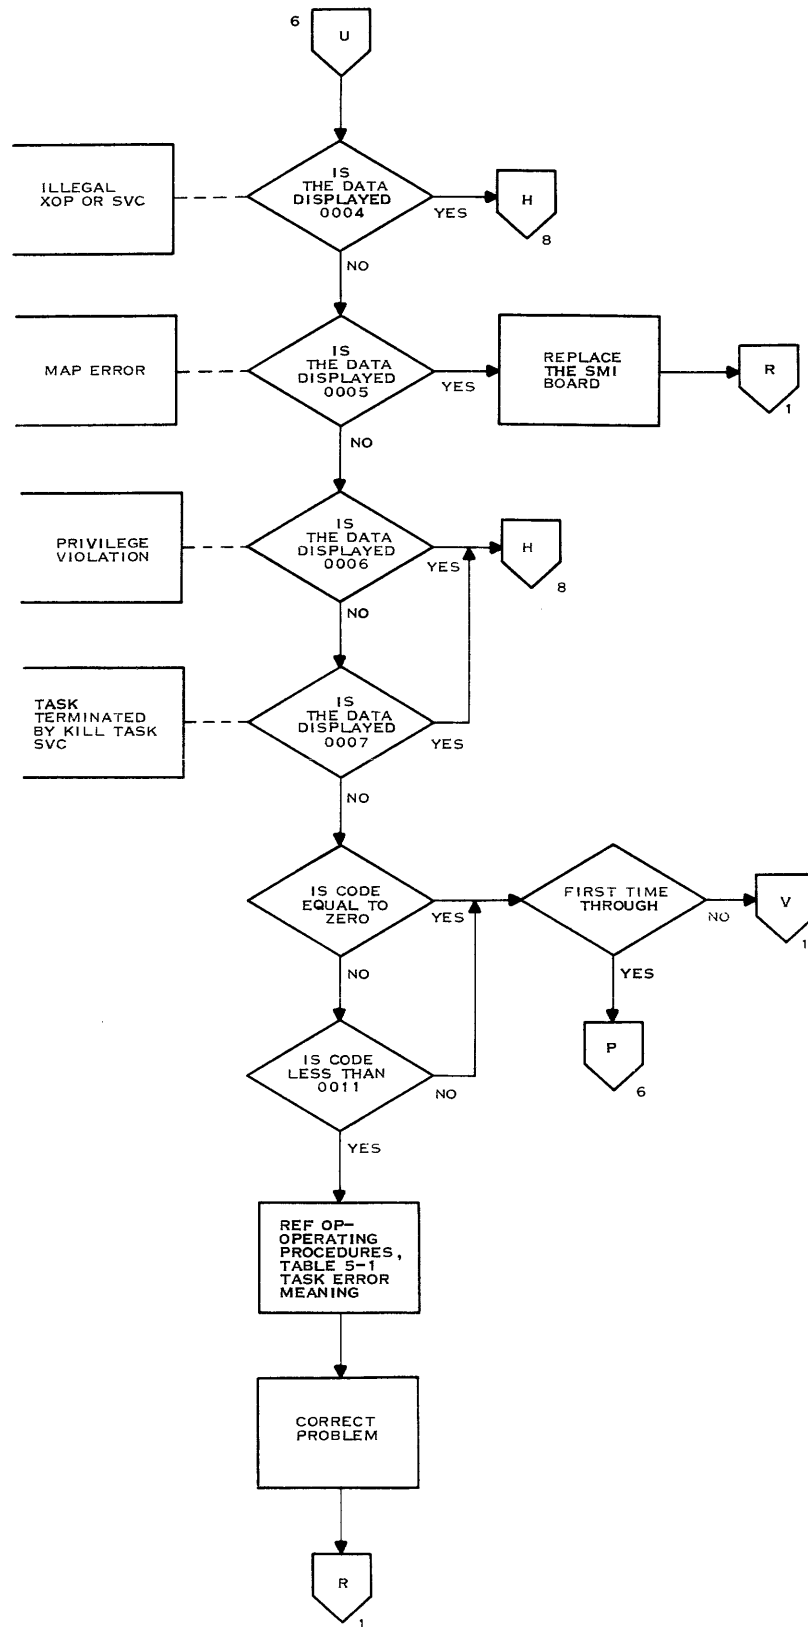 6
U
ILLEGAL
XOP OR SVC
IS
THE DATA
DISPLAYED
0004
YES
H
8
NO
MAP ERROR
IS
THE DATA
DISPLAYED
0005
YES
REPLACE
THE SMI
BOARD
R
1
NO
PRIVILEGE
VIOLATION
IS
THE DATA
DISPLAYED
0006
YES
H
8
NO
TASK
TERMINATED
BY KILL TASK
SVC
IS
THE DATA
DISPLAYED
0007
YES
NO
IS CODE
EQUAL TO
ZERO
YES
FIRST TIME
THROUGH
NO
V
1
NO
YES
P
6
IS CODE
LESS THAN
0011
NO
YES
REF OP-
OPERATING
PROCEDURES,
TABLE 5-1
TASK ERROR
MEANING
CORRECT
PROBLEM
R
1